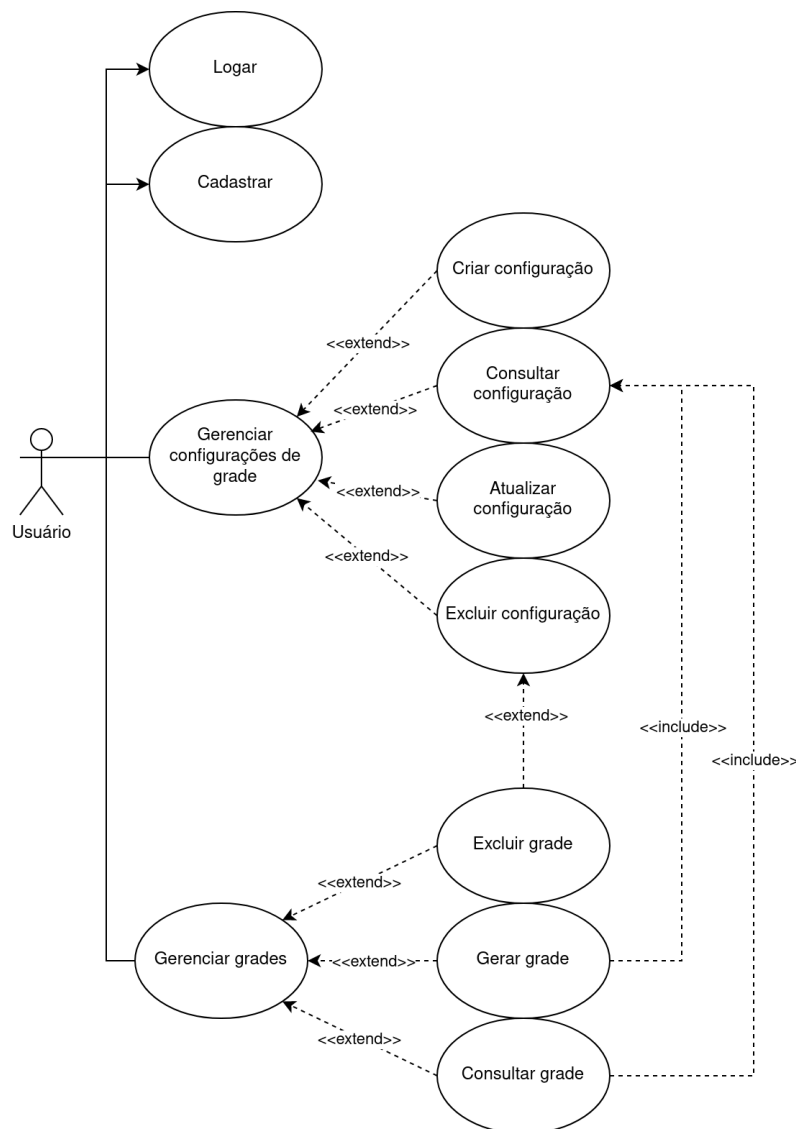 Logar
Cadastrar
Criar configuração
<<extend>>
Consultar
configuração
<<extend>>
Gerenciar
configurações de
grade
<<extend>>
Atualizar
configuração
Usuário
<<extend>>
Excluir configuração
<<extend>>
<<include>>
<<include>>
Excluir grade
<<extend>>
Gerenciar grades
<<extend>>
Gerar grade
<<extend>>
Consultar grade